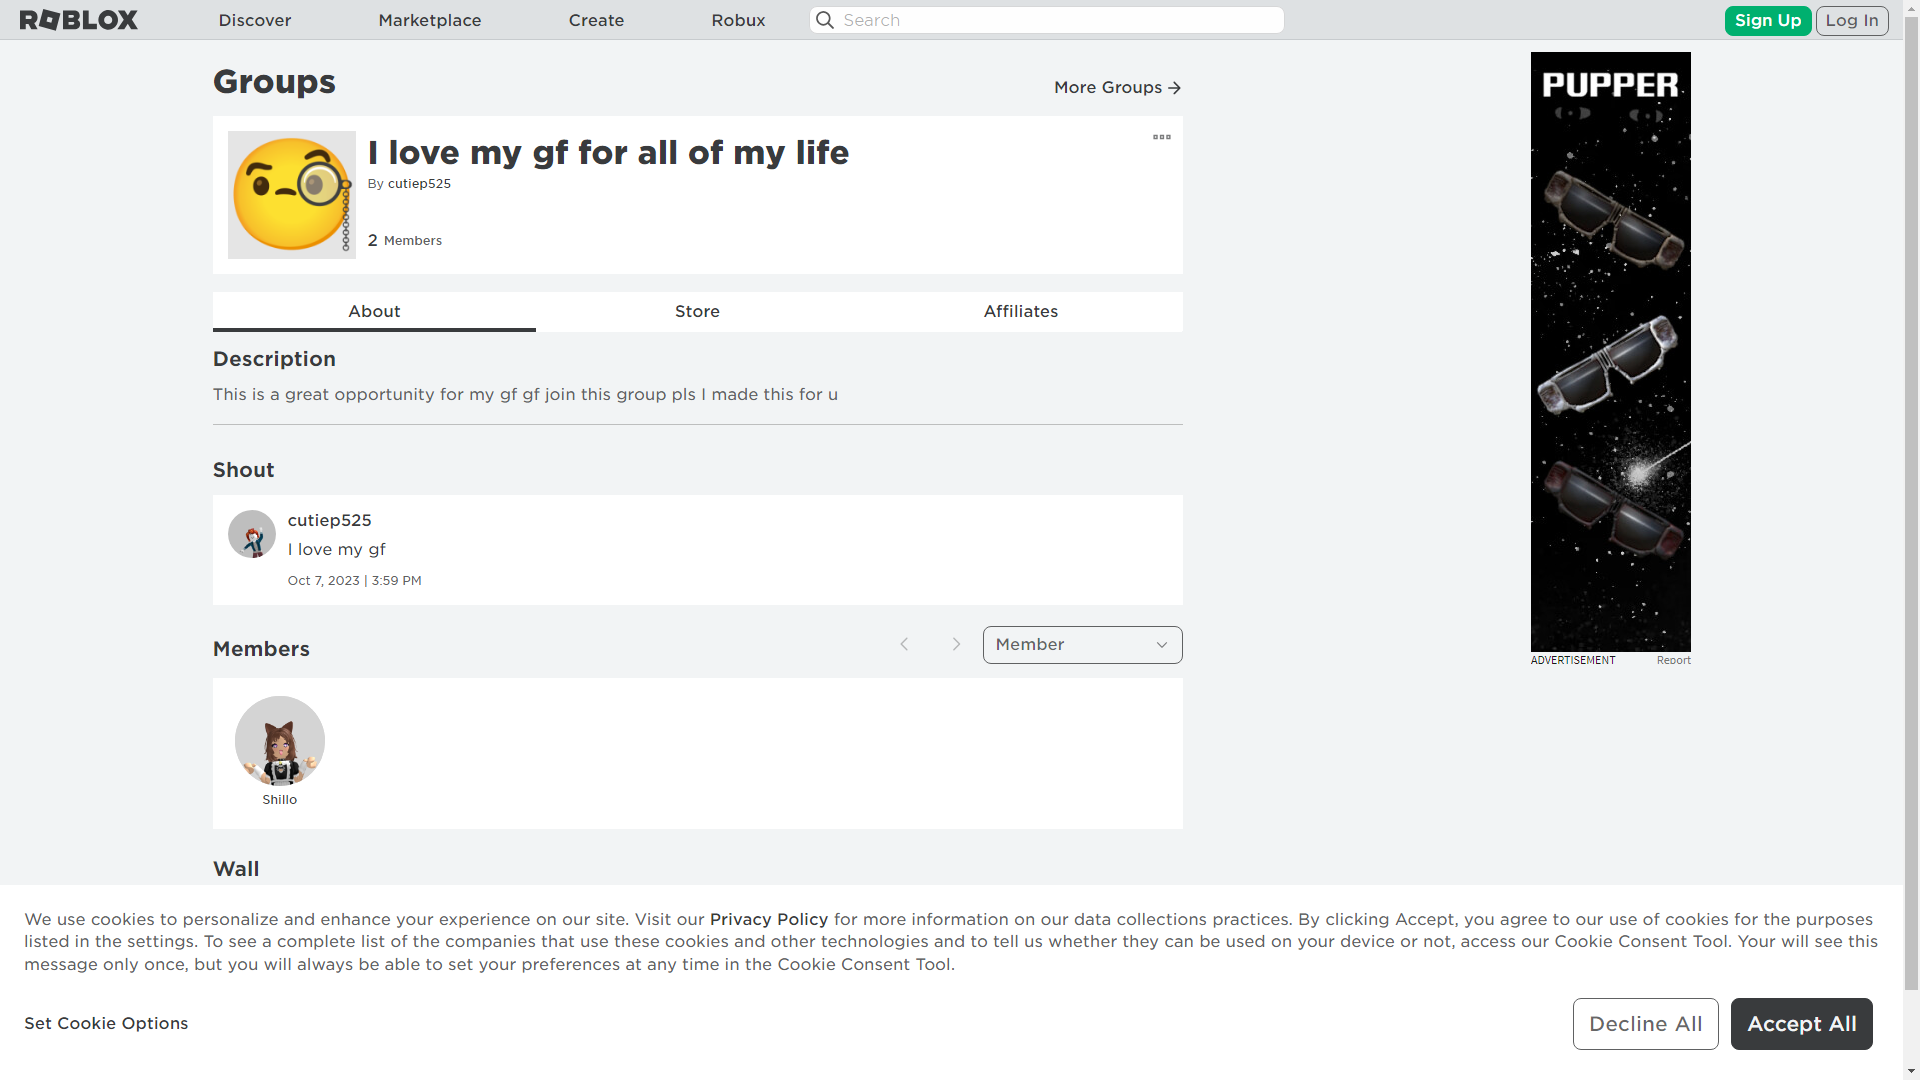 ROBLOX
Discover
Marketplace
Create
Robux
Search
Sign Up
Log In
Groups
More Groups
I love my gf for all of my life
By cutiep525
2 Members
About
Store
Affiliates
Description
This is a great opportunity for my gf gf join this group pls I made this for u
Shout
cutiep525
I love my gf
Oct 7, 2023 | 3:59 PM
Members
Member
Shillo
Wall
PUPPER
ADVERTISEMENT
Report
We use cookies to personalize and enhance your experience on our site. Visit our Privacy Policy for more information on our data collections practices. By clicking Accept, you agree to our use of cookies for the purposes
listed in the settings. To see a complete list of the companies that use these cookies and other technologies and to tell us whether they can be used on your device or not, access our Cookie Consent Tool. Your will see this
message only once, but you will always be able to set your preferences at any time in the Cookie Consent Tool.
Set Cookie Options
Decline All
Accept All